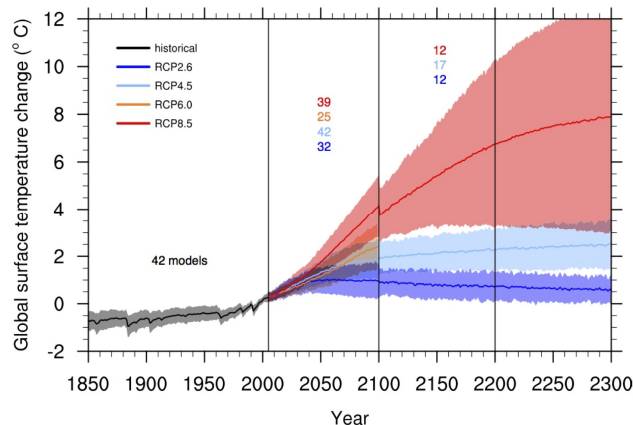 Global surface temperature change (° C)
12
10
8
6
4
2
0
-2
historical
RCP2.6
RCP4.5
RCP6.0
RCP8.5
42 models
39
25
42
32
12
17
12
1850 1900 1950 2000 2050 2100 2150 2200 2250 2300
Year